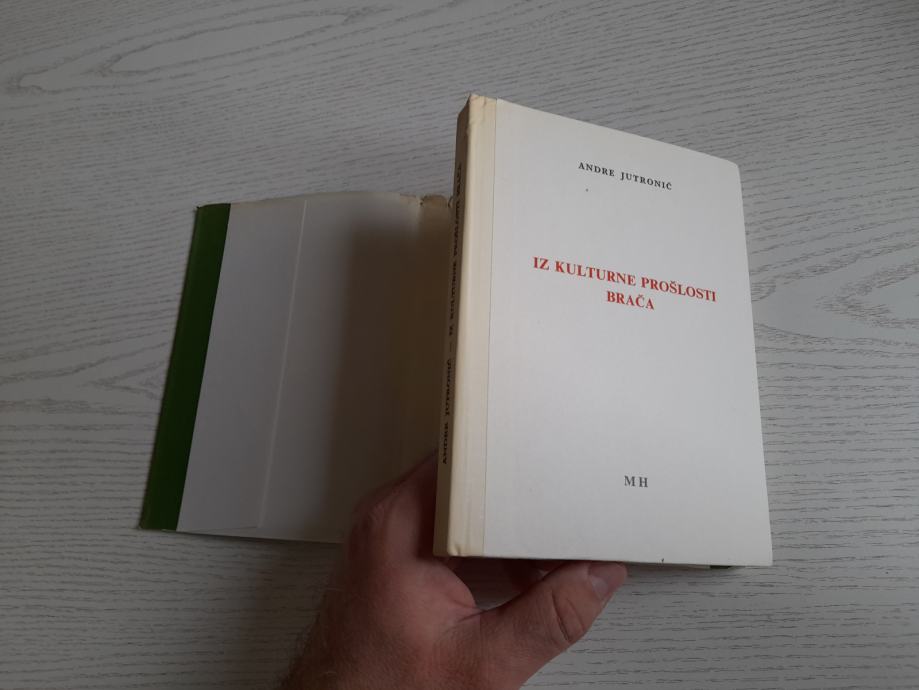 ANDRE JUTRONIĆ
IZ KULTURNE PROŠLOSTI
BRAČA
MH
ANDRE JUTRONIĆ — IZ KULTURNE PROŠLOSTI BRAČA